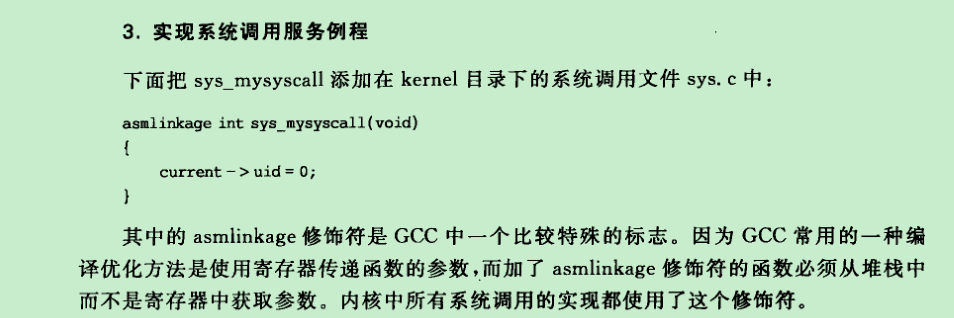 3. 实现系统调用服务例程
下面把 sys_mysyscall 添加在 kernel 目录下的系统调用文件 sys.c 中：
asmlinkage int sys_mysyscall(void)
{
current->uid = 0;
}
其中的 asmlinkage 修饰符是 GCC 中一个比较特殊的标志。因为 GCC 常用的一种编
译优化方法是使用寄存器传递函数的参数,而加了 asmlinkage 修饰符的函数必须从堆栈中
而不是寄存器中获取参数。内核中所有系统调用的实现都使用了这个修饰符。